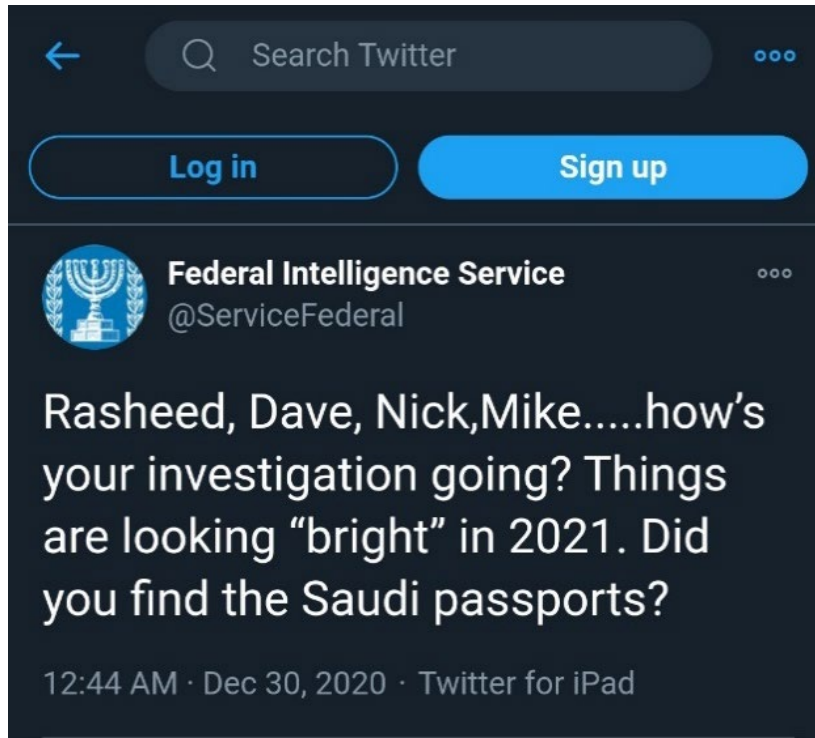 Search Twitter
Log in
Sign up
Federal Intelligence Service
@ServiceFederal
Rasheed, Dave, Nick,Mike.....how’s
your investigation going? Things
are looking “bright” in 2021. Did
you find the Saudi passports?
12:44 AM · Dec 30, 2020 · Twitter for iPad